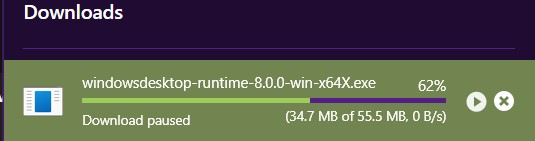 Downloads
windowsdesktop-runtime-8.0.0-win-x64X.exe
62%
Download paused
(34.7 MB of 55.5 MB, 0 B/s)